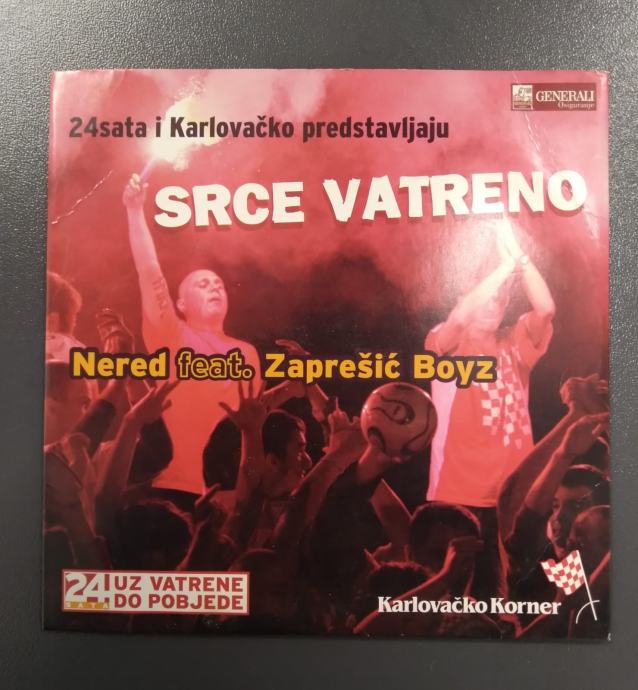 GENERALI
Osiguranje
24sata i Karlovačko predstavljaju
SRCE VATRENO
Nered feat. Zaprešić Boyz
24 SATA
UZ VATRENE
DO POBJEDE
Karlovačko Korner